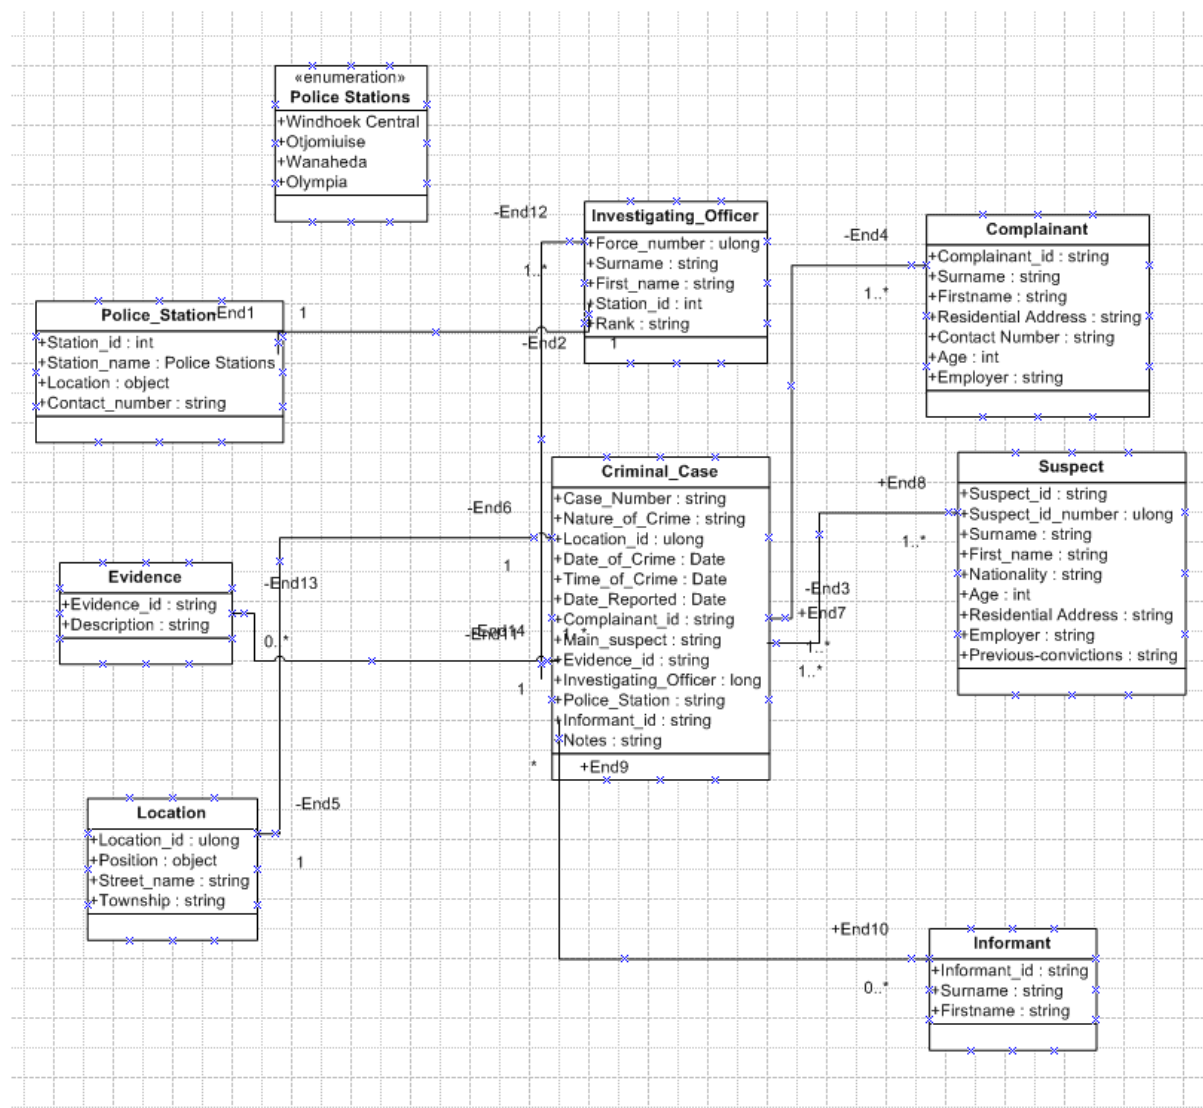 «enumeration»
Police Stations
+Windhoek Central
+Otjomiuise
+Wanaheda
+Olympia
-End12
1..*
Investigating_Officer
+Force_number : ulong
+Surname : string
+First_name : string
+Station_id : int
+Rank : string
-End4
1..*
Complainant
+Complainant_id : string
+Surname : string
+Firstname : string
+Residential Address : string
+Contact Number : string
+Age : int
+Employer : string
Police_Station
-End1
1
+Station_id : int
+Station_name : Police Stations
+Location : object
+Contact_number : string
-End2
1
Criminal_Case
+Case_Number : string
+Nature_of_Crime : string
+Location_id : ulong
+Date_of_Crime : Date
+Time_of_Crime : Date
+Date_Reported : Date
+Complainant_id : string
+Main_suspect : string
+Evidence_id : string
+Investigating_Officer : long
+Police_Station : string
+Informant_id : string
+Notes : string
-End6
1
+End8
1..*
Suspect
+Suspect_id : string
+Suspect_id_number : ulong
+Surname : string
+First_name : string
+Nationality : string
+Age : int
+Residential Address : string
+Employer : string
+Previous-convictions : string
Evidence
+Evidence_id : string
+Description : string
-End13
0..*
-End3
+End7
1..*
1..*
-End14
-End11
1..*
1
*
+End9
Location
+Location_id : ulong
+Position : object
+Street_name : string
+Township : string
-End5
1
+End10
0..*
Informant
+Informant_id : string
+Surname : string
+Firstname : string